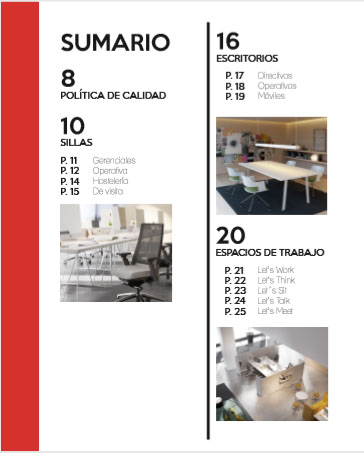 SUMARIO
8
POLÍTICA DE CALIDAD
10
SILLAS
P. 11 Gerenciales
P. 12 Operativa
P. 14 Hostelería
P. 15 De visita
16
ESCRITORIOS
P. 17 Directivos
P. 18 Operativos
P. 19 Móviles
20
ESPACIOS DE TRABAJO
P. 21 Let's Work
P. 22 Let's Think
P. 23 Let's Sit
P. 24 Let's Talk
P. 25 Let's Meet